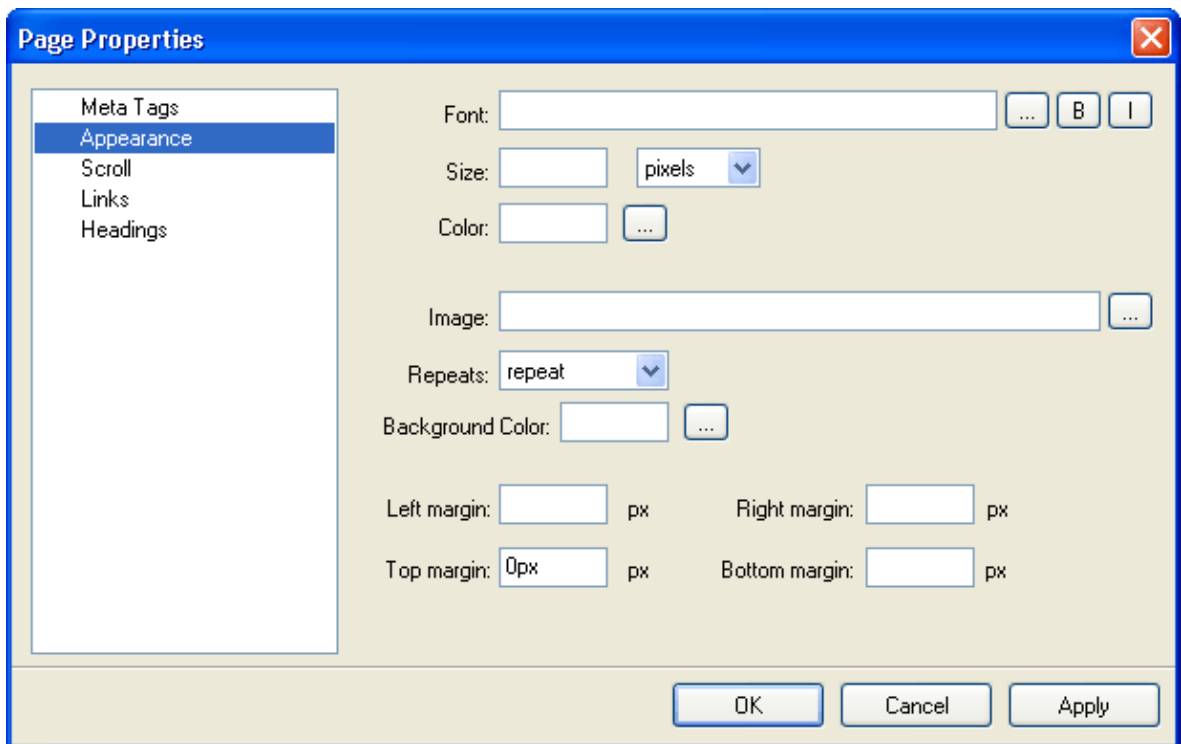 Page Properties
Meta Tags
Appearance
Scroll
Links
Headings
Font: ... B I
Size: pixels
Color: ...
Image: ...
Repeats: repeat
Background Color: ...
Left margin: px Right margin: px
Top margin: 0px px Bottom margin: px
OK Cancel Apply